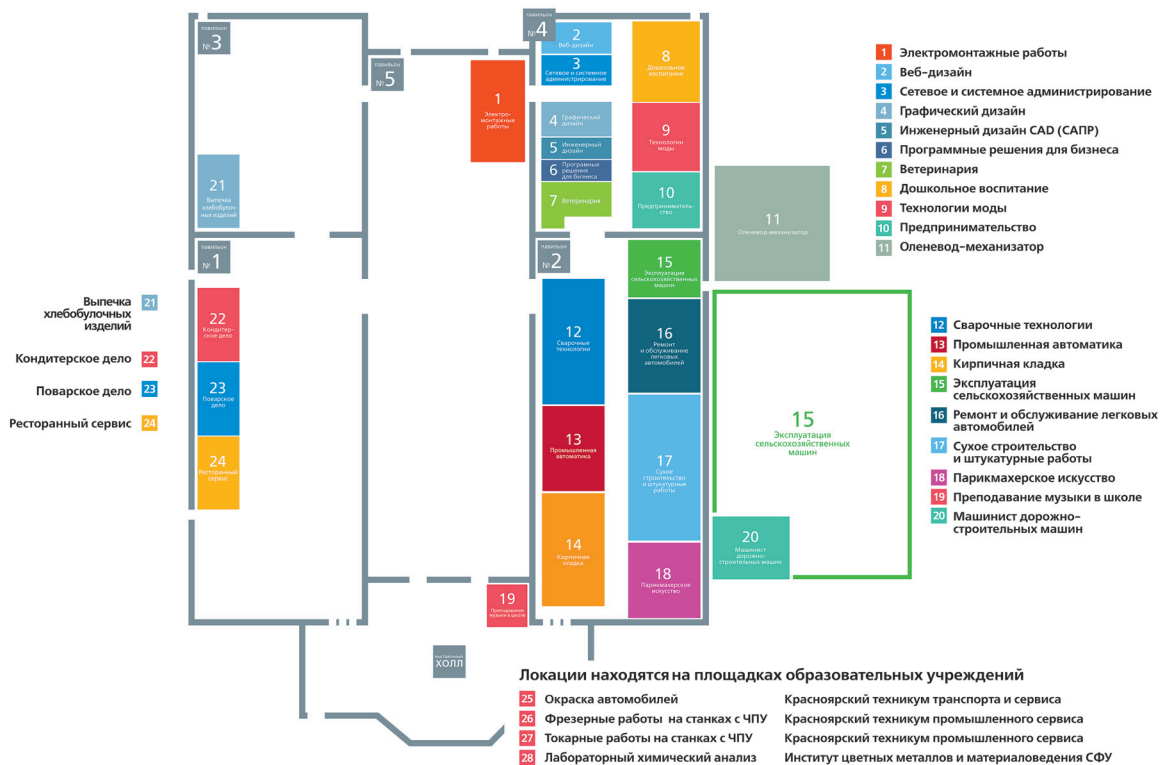 павильон
№3
павильон
№5
павильон
№4
2
Веб-дизайн
3
Сетевое и системное
администрирование
1
Электро-
монтажные
работы
4 Графический
дизайн
5 Инженерный
дизайн
6 Програмные
решения
для бизнеса
7 Ветеринария
8
Дошкольное
воспитание
9
Технологии
моды
10
Предприниматель-
ство
11
Оленевод-механизатор
21
Выпечка
хлебобулоч-
ных изделий
павильон
№1
павильон
№2
22
Кондитер-
ское дело
23
Поварское
дело
24
Ресторанный
сервис
12
Сварочные
технологии
13
Промышленная
автоматика
14
Кирпичная
кладка
15
Эксплуатация
сельскохозяйственных
машин
16
Ремонт
и обслуживание
легковых
автомобилей
17
Сухое
строительство
и штукатурные
работы
18
Парикмахерское
искусство
15
Эксплуатация
сельскохозяйственных
машин
20
Машинист
дорожно-
строительных машин
19
Преподавание
музыки в школе
ХОЛЛ
1 Электромонтажные работы
2 Веб-дизайн
3 Сетевое и системное администрирование
4 Графический дизайн
5 Инженерный дизайн CAD (САПР)
6 Программные решения для бизнеса
7 Ветеринария
8 Дошкольное воспитание
9 Технологии моды
10 Предпринимательство
11 Оленевод-механизатор
Выпечка 21
хлебобулочных
изделий
Кондитерское дело 22
Поварское дело 23
Ресторанный сервис 24
12 Сварочные технологии
13 Промышленная автоматика
14 Кирпичная кладка
15 Эксплуатация
сельскохозяйственных машин
16 Ремонт и обслуживание легковых
автомобилей
17 Сухое строительство
и штукатурные работы
18 Парикмахерское искусство
19 Преподавание музыки в школе
20 Машинист дорожно-
строительных машин
Локации находятся на площадках образовательных учреждений
25 Окраска автомобилей Красноярский техникум транспорта и сервиса
26 Фрезерные работы на станках с ЧПУ Красноярский техникум промышленного сервиса
27 Токарные работы на станках с ЧПУ Красноярский техникум промышленного сервиса
28 Лабораторный химический анализ Институт цветных металлов и материаловедения СФУ